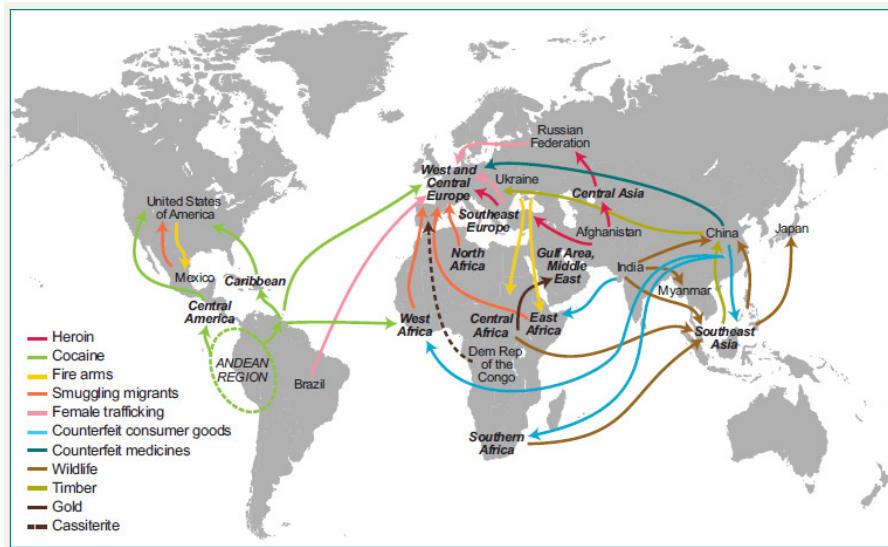 Russian
Federation
West and
Central
Europe
Ukraine
Central Asia
United States
of America
Southeast
Europe
Afghanistan
China
Japan
North
Africa
Gulf Area,
Middle
East
India
Mexico
Caribbean
Myanmar
Central
America
West
Africa
Central
Africa
East
Africa
Southeast
Asia
Dem Rep
of the
Congo
ANDEAN
REGION
Brazil
Southern
Africa
Heroin
Cocaine
Fire arms
Smuggling migrants
Female trafficking
Counterfeit consumer goods
Counterfeit medicines
Wildlife
Timber
Gold
Cassiterite